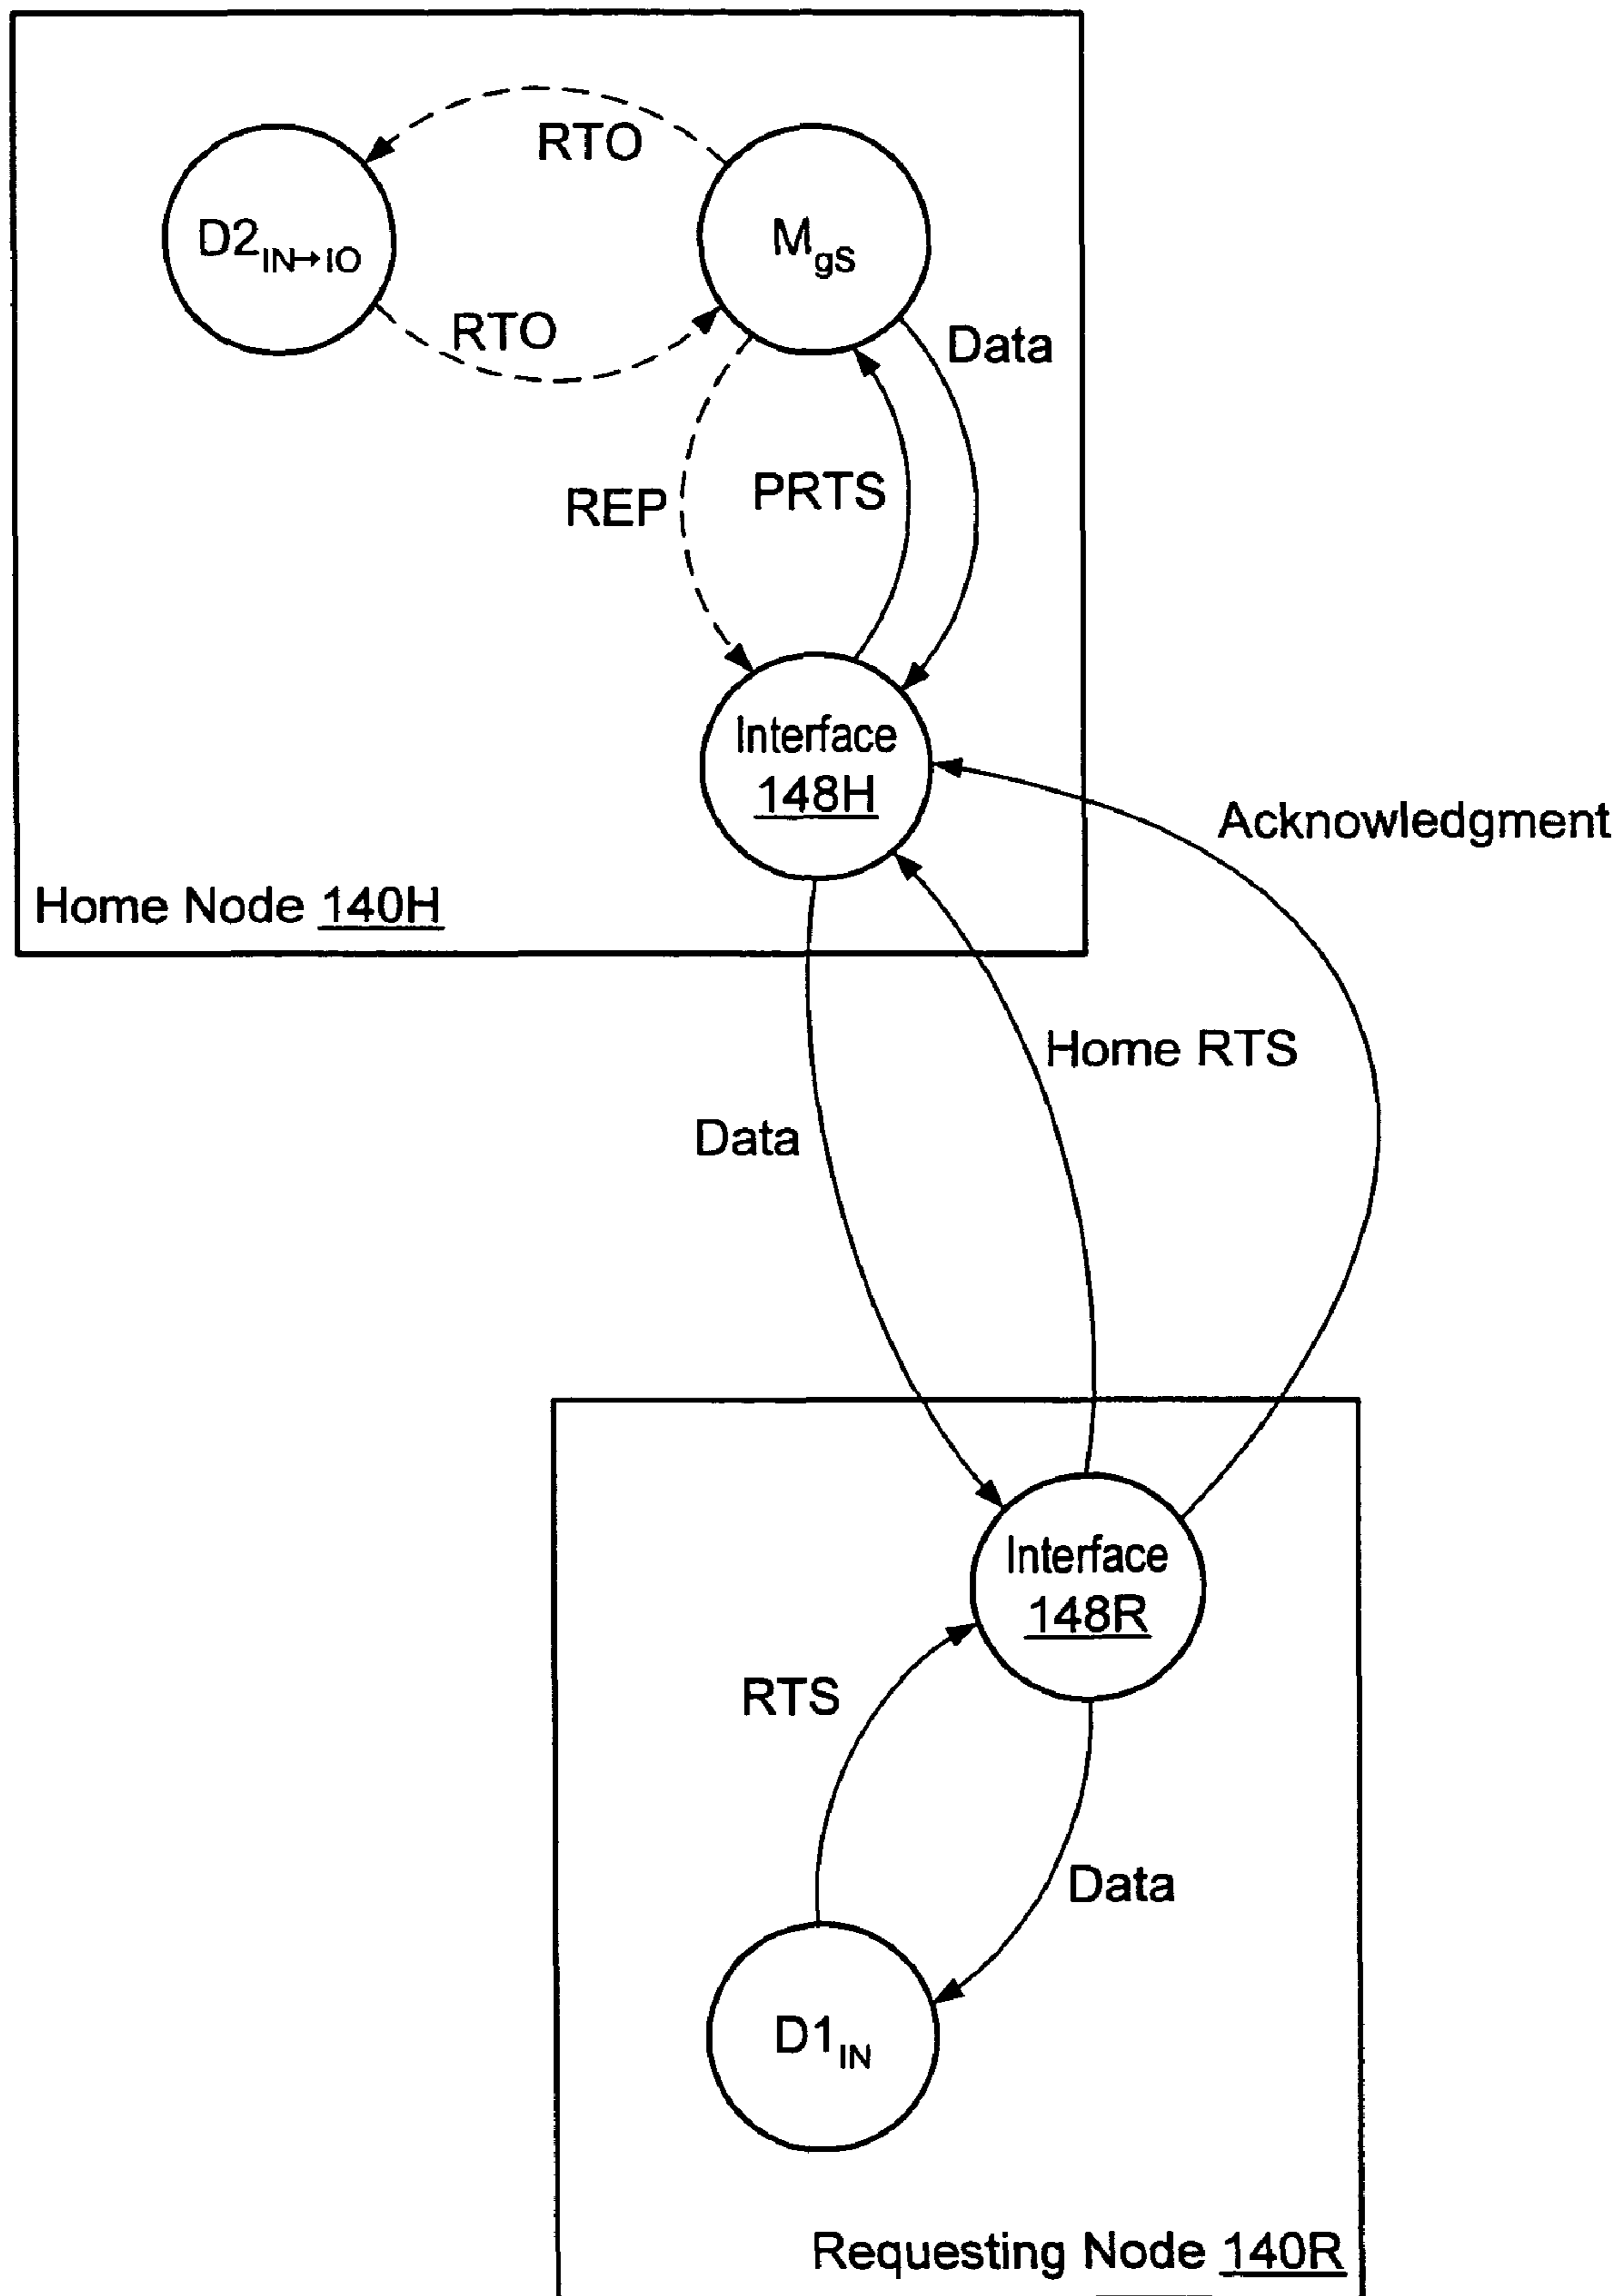 RTO
D2IN→IO
MgS
RTO
Data
REP
PRTS
Interface
148H
Acknowledgment
Home Node 140H
Home RTS
Data
Interface
148R
RTS
Data
D1IN
Requesting Node 140R